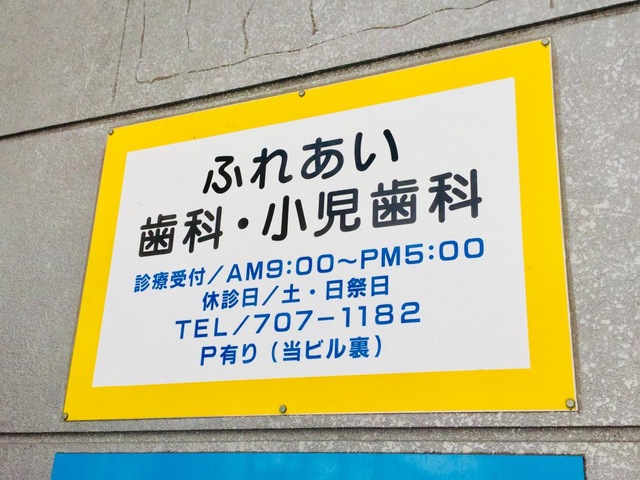 ふれあい
歯科・小児歯科
診療受付/AM9:00～PM5:00
休診日/土・日祭日
TEL/707-1182
P有り(当ビル裏)